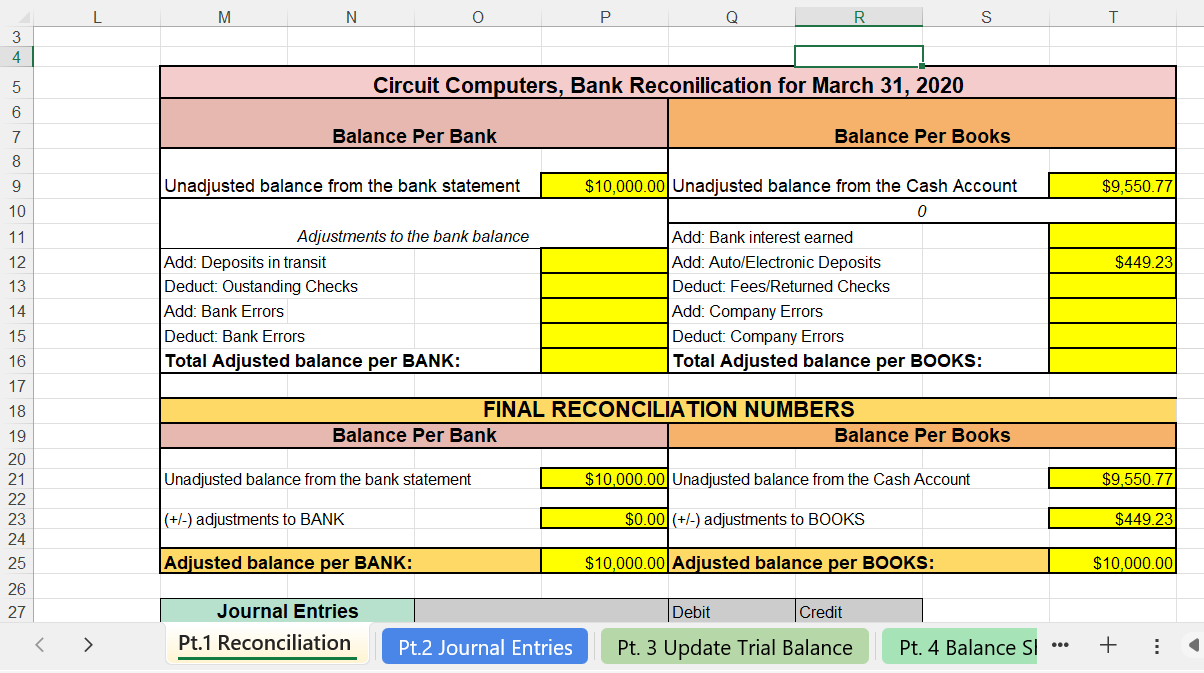 L M N O P Q R S T
3
4
5 Circuit Computers, Bank Reconilication for March 31, 2020
6
7 Balance Per Bank Balance Per Books
8
9 Unadjusted balance from the bank statement $10,000.00 Unadjusted balance from the Cash Account $9,550.77
10 0
11 Adjustments to the bank balance Add: Bank interest earned
12 Add: Deposits in transit Add: Auto/Electronic Deposits $449.23
13 Deduct: Oustanding Checks Deduct: Fees/Returned Checks
14 Add: Bank Errors Add: Company Errors
15 Deduct: Bank Errors Deduct: Company Errors
16 Total Adjusted balance per BANK: Total Adjusted balance per BOOKS:
17
18 FINAL RECONCILIATION NUMBERS
19 Balance Per Bank Balance Per Books
20
21 Unadjusted balance from the bank statement $10,000.00 Unadjusted balance from the Cash Account $9,550.77
22
23 (+/-) adjustments to BANK $0.00 (+/-) adjustments to BOOKS $449.23
24
25 Adjusted balance per BANK: $10,000.00 Adjusted balance per BOOKS: $10,000.00
26
27 Journal Entries Debit Credit
Pt.1 Reconciliation Pt.2 Journal Entries Pt. 3 Update Trial Balance Pt. 4 Balance